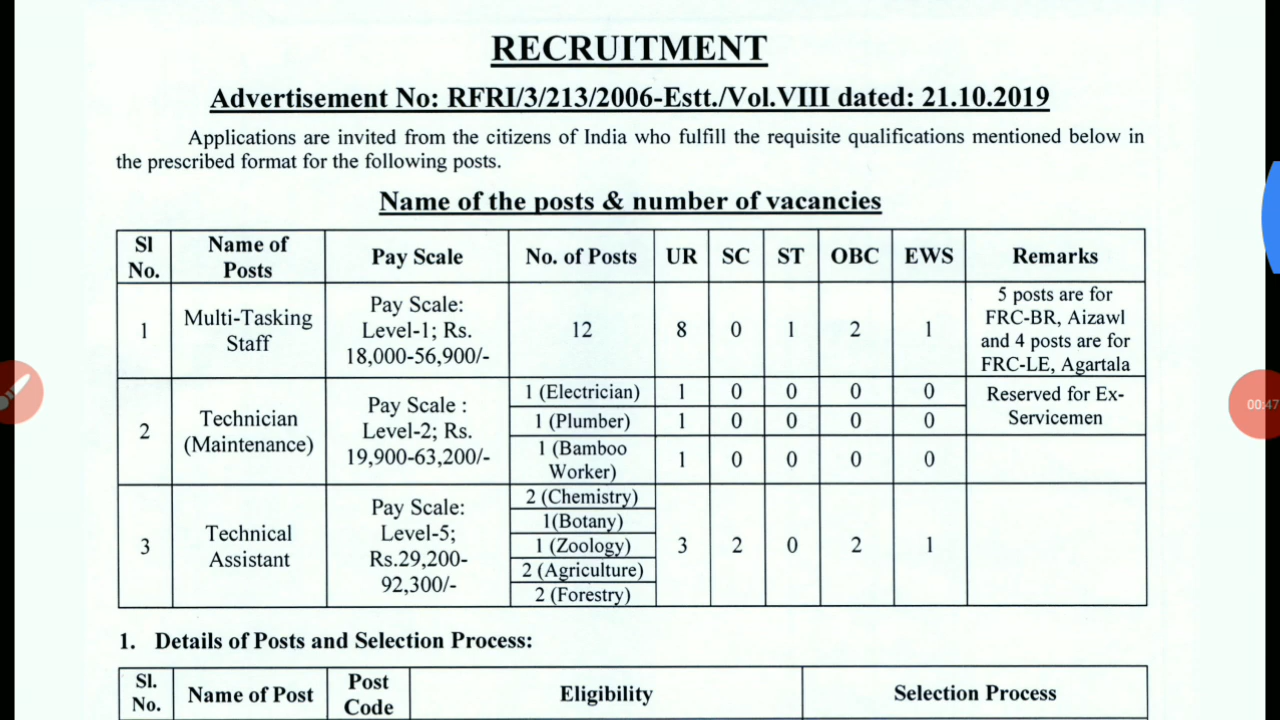 RECRUITMENT
Advertisement No: RFRI/3/213/2006-Estt./Vol.VIII dated: 21.10.2019
Applications are invited from the citizens of India who fulfill the requisite qualifications mentioned below in
the prescribed format for the following posts.
Name of the posts & number of vacancies
Sl No. Name of Posts Pay Scale No. of Posts UR SC ST OBC EWS Remarks
1 Multi-Tasking Staff Pay Scale: Level-1; Rs. 18,000-56,900/- 12 8 0 1 2 1 5 posts are for FRC-BR, Aizawl and 4 posts are for FRC-LE, Agartala
2 Technician (Maintenance) Pay Scale : Level-2; Rs. 19,900-63,200/- 1 (Electrician) 1 0 0 0 0 Reserved for Ex-Servicemen
1 (Plumber) 1 0 0 0 0
1 (Bamboo Worker) 1 0 0 0 0
3 Technical Assistant Pay Scale: Level-5; Rs.29,200-92,300/- 2 (Chemistry) 3 2 0 2 1
1(Botany)
1 (Zoology)
2 (Agriculture)
2 (Forestry)
1. Details of Posts and Selection Process:
Sl. No. Name of Post Post Code Eligibility Selection Process
00:47